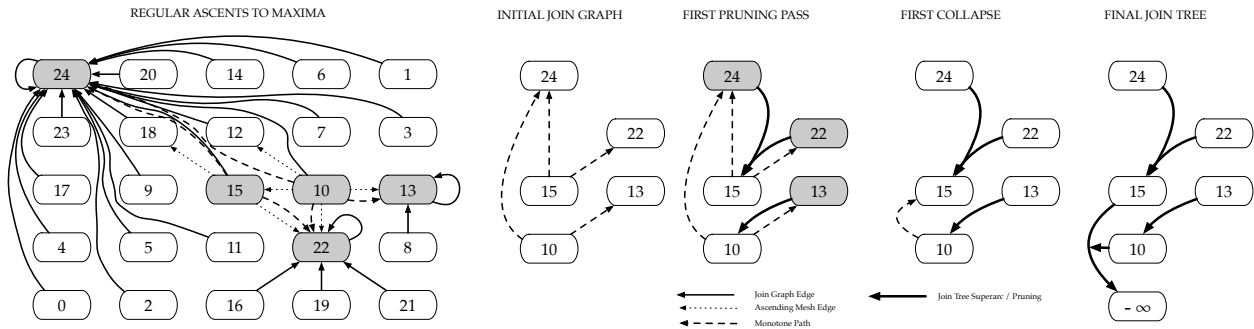 REGULAR ASCENTS TO MAXIMA
24 20 14 6 1
23 18 12 7 3
17 9 15 10 13
4 5 11 22 8
0 2 16 19 21
INITIAL JOIN GRAPH
24
22
15 13
10
FIRST PRUNING PASS
24
22
15 13
10
FIRST COLLAPSE
24
22
15 13
10
FINAL JOIN TREE
24
22
15 13
10
- ∞
Join Graph Edge
Ascending Mesh Edge
Monotone Path
Join Tree Superarc / Pruning